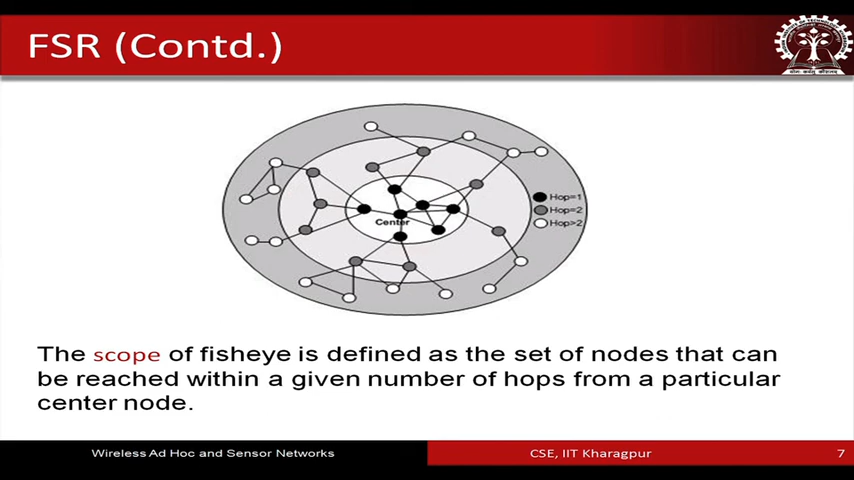 FSR (Contd.)
Hop=1
Hop=2
Hop>2
Center
The scope of fisheye is defined as the set of nodes that can
be reached within a given number of hops from a particular
center node.
Wireless Ad Hoc and Sensor Networks
CSE, IIT Kharagpur
7